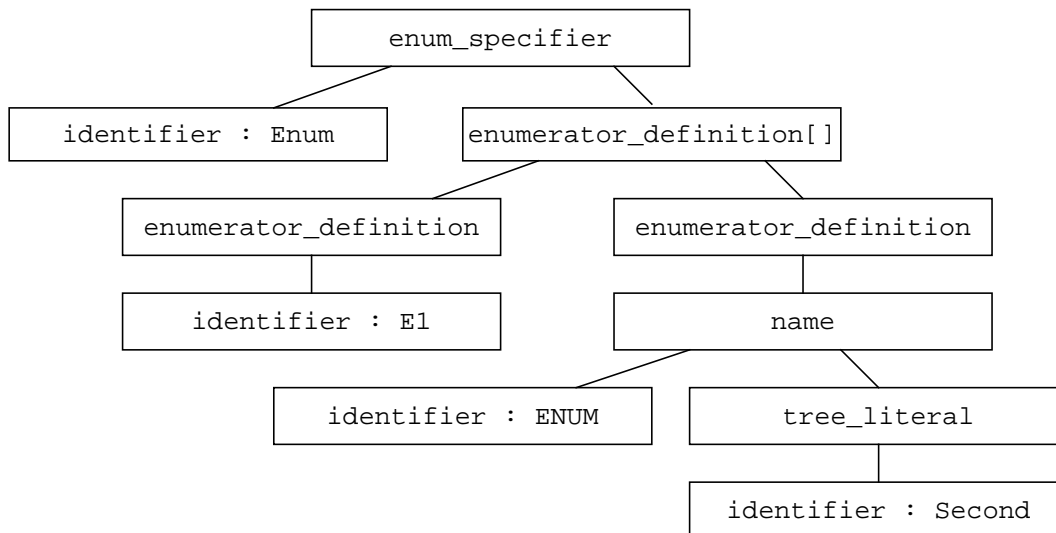 enum_specifier
identifier : Enum
enumerator_definition[]
enumerator_definition
enumerator_definition
identifier : E1
name
identifier : ENUM
tree_literal
identifier : Second